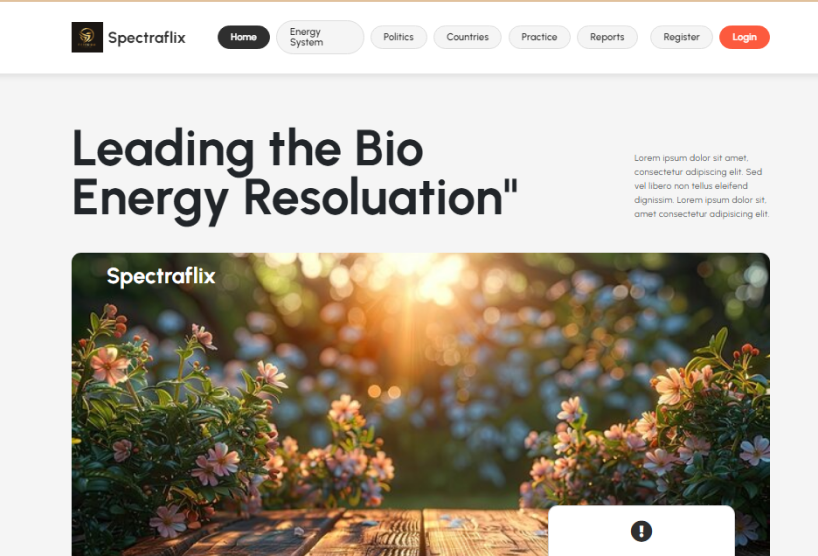 Spectraflix
Home
Energy
System
Politics
Countries
Practice
Reports
Register
Login
Leading the Bio
Energy Resoluation"
Lorem ipsum dolor sit amet,
consectetur adipiscing elit. Sed
vel libero non tellus eleifend
dignissim. Lorem ipsum dolor sit,
amet consectetur adipisicing elit.
Spectraflix